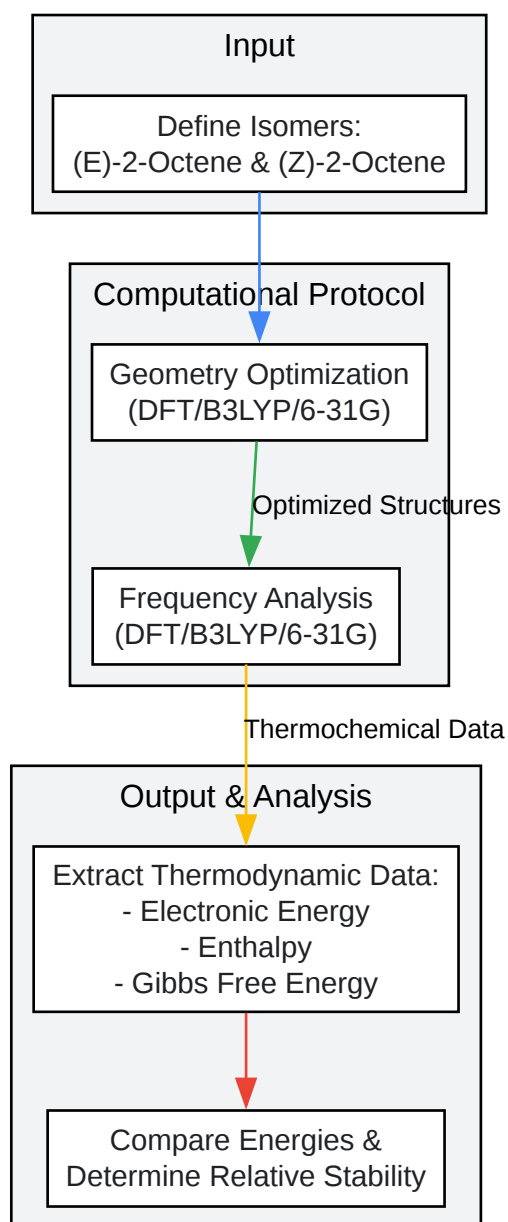 Input
Define Isomers:
(E)-2-Octene & (Z)-2-Octene
Computational Protocol
Geometry Optimization
(DFT/B3LYP/6-31G)
Optimized Structures
Frequency Analysis
(DFT/B3LYP/6-31G)
Thermochemical Data
Output & Analysis
Extract Thermodynamic Data:
- Electronic Energy
- Enthalpy
- Gibbs Free Energy
Compare Energies &
Determine Relative Stability